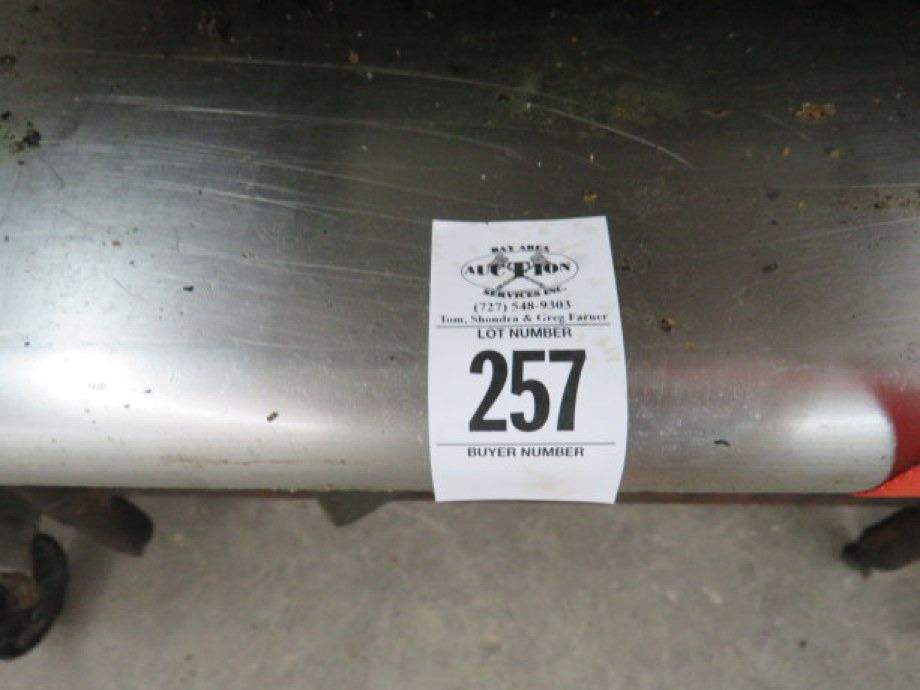 BAY AREA
AUCTION
SERVICES INC.
(727) 548-9303
Tom, Shondra & Greg Farner
LOT NUMBER
257
BUYER NUMBER